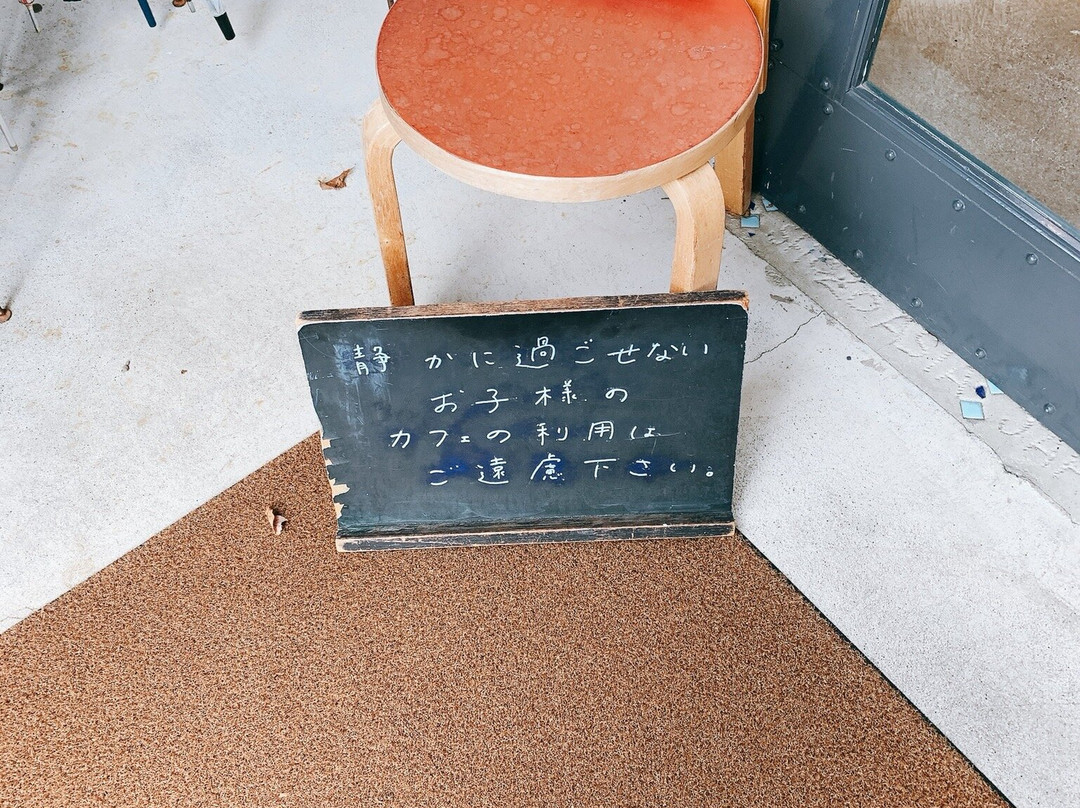 静かに過ごせない
お子様の
カフェの利用は
ご遠慮下さい。